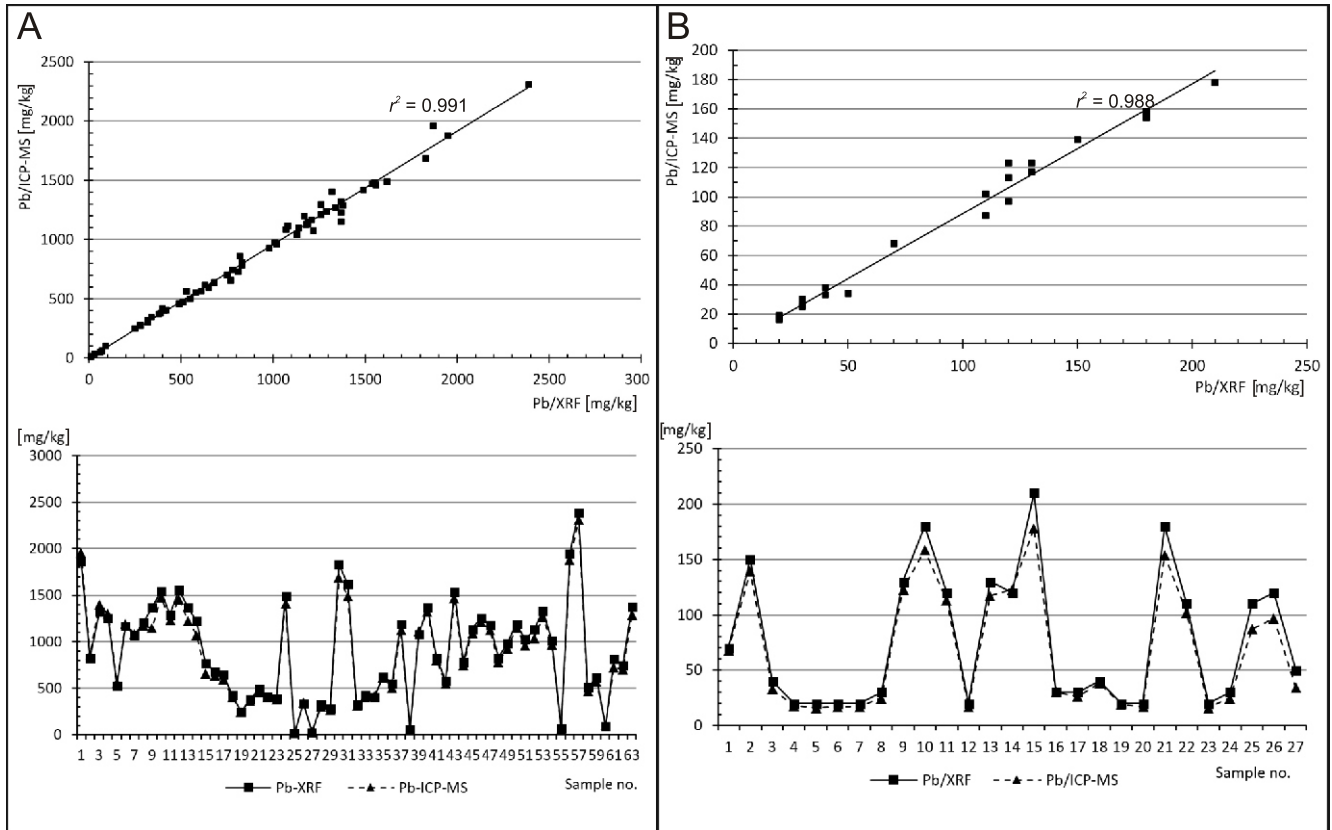 A
2500
2000
1500
1000
500
0
Pb/ICP-MS [mg/kg]
r² = 0.991
0 500 1000 1500 2000 2500 300
Pb/XRF [mg/kg]
[mg/kg]
3000
2500
2000
1500
1000
500
0
1 3 5 7 9 11 13 15 17 19 21 23 25 27 29 31 33 35 37 39 41 43 45 47 49 51 53 55 57 59 61 63
Pb-XRF Pb-ICP-MS Sample no.
B
200
180
160
140
120
100
80
60
40
20
0
Pb/ICP-MS [mg/kg]
r² = 0.988
0 50 100 150 200 250
Pb/XRF [mg/kg]
[mg/kg]
250
200
150
100
50
0
1 2 3 4 5 6 7 8 9 10 11 12 13 14 15 16 17 18 19 20 21 22 23 24 25 26 27
Sample no.
Pb/XRF Pb/ICP-MS